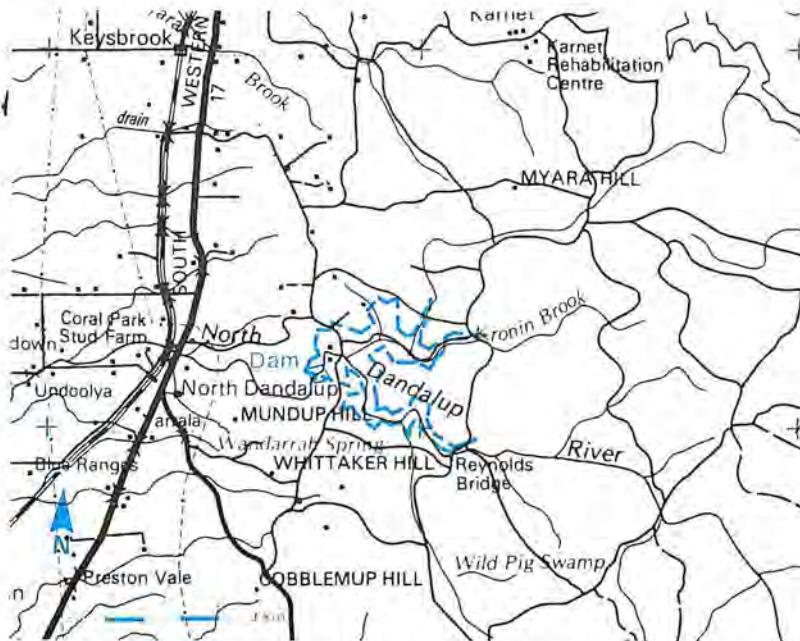 Karnet
Keysbrook
WESTERN
17
Karnet
Rehabilitation
Centre
Brook
drain
MYARA HILL
SOUTH
Coral Park
Stud Farm
North
Cronin Brook
down
Dam
Dandalup
Undoolya
North Dandalup
MUNDUP HILL
Wandarrah Spring
River
Blue Ranges
WHITTAKER HILL
Reynolds
Bridge
N
Wild Pig Swamp
Preston Vale
COBBLEMUP HILL
n